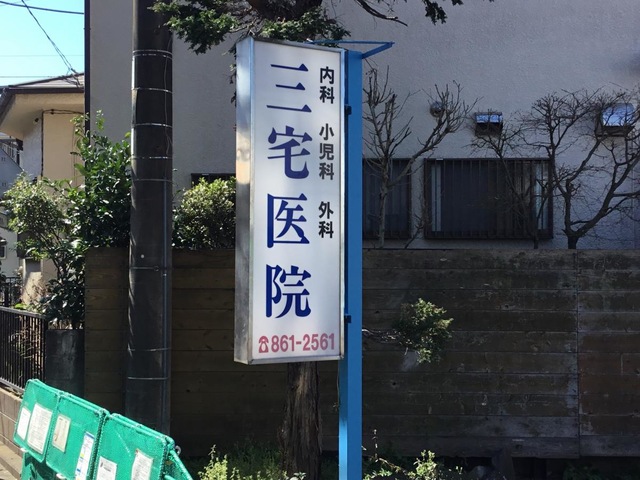 内科 小児科 外科
三宅医院
☎861-2561